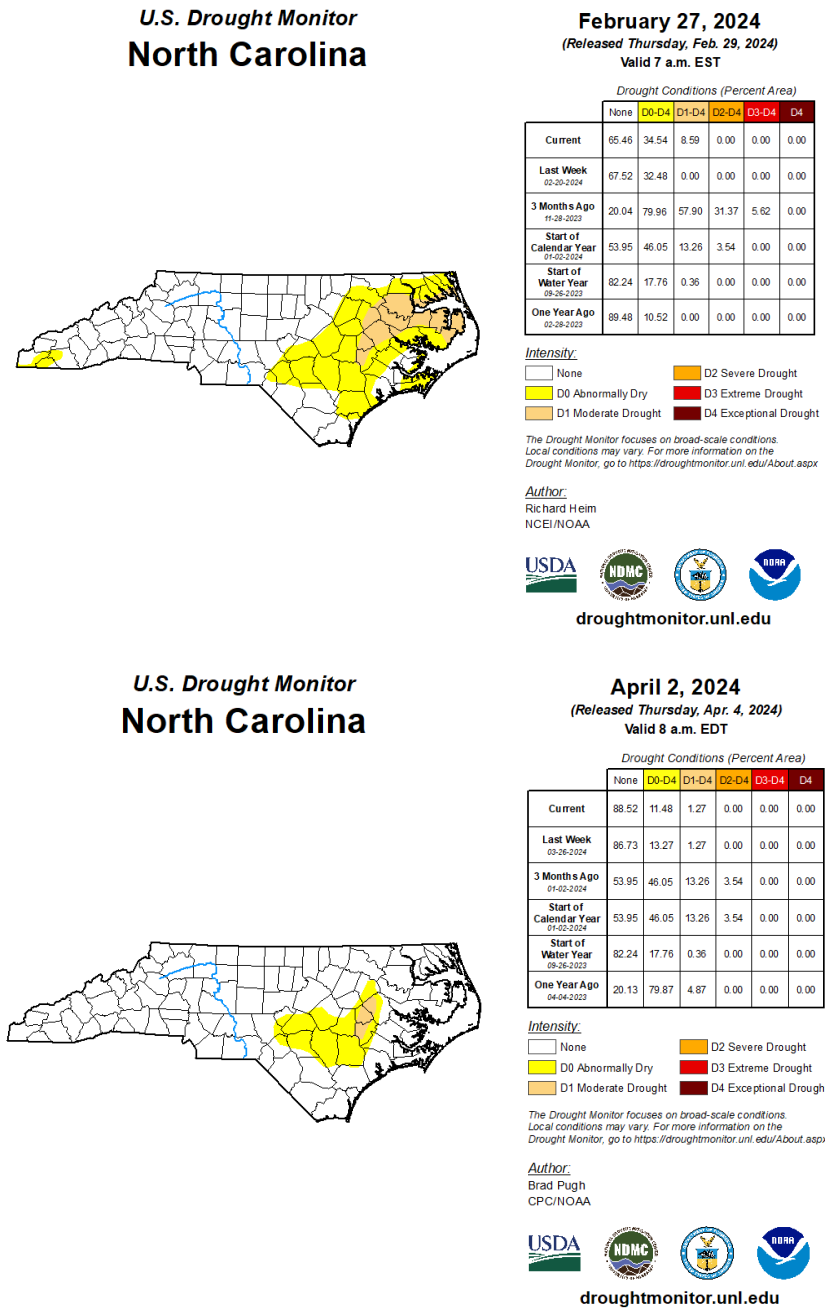 U.S. Drought Monitor
North Carolina
February 27, 2024
(Released Thursday, Feb. 29, 2024)
Valid 7 a.m. EST
Drought Conditions (Percent Area)
None D0-D4 D1-D4 D2-D4 D3-D4 D4
Current 65.46 34.54 8.59 0.00 0.00 0.00
Last Week 67.52 32.48 0.00 0.00 0.00 0.00
02-20-2024
3 Months Ago 20.04 79.96 57.90 31.37 5.62 0.00
11-28-2023
Start of
Calendar Year 53.95 46.05 13.26 3.54 0.00 0.00
01-02-2024
Start of
Water Year 82.24 17.76 0.36 0.00 0.00 0.00
09-26-2023
One Year Ago 89.48 10.52 0.00 0.00 0.00 0.00
02-28-2023
Intensity:
None
D0 Abnormally Dry
D1 Moderate Drought
D2 Severe Drought
D3 Extreme Drought
D4 Exceptional Drought
The Drought Monitor focuses on broad-scale conditions.
Local conditions may vary. For more information on the
Drought Monitor, go to https://droughtmonitor.unl.edu/About.aspx
Author:
Richard Heim
NCEI/NOAA
USDA
NDMC
NOAA
droughtmonitor.unl.edu
U.S. Drought Monitor
North Carolina
April 2, 2024
(Released Thursday, Apr. 4, 2024)
Valid 8 a.m. EDT
Drought Conditions (Percent Area)
None D0-D4 D1-D4 D2-D4 D3-D4 D4
Current 88.52 11.48 1.27 0.00 0.00 0.00
Last Week 86.73 13.27 1.27 0.00 0.00 0.00
03-26-2024
3 Months Ago 53.95 46.05 13.26 3.54 0.00 0.00
01-02-2024
Start of
Calendar Year 53.95 46.05 13.26 3.54 0.00 0.00
01-02-2024
Start of
Water Year 82.24 17.76 0.36 0.00 0.00 0.00
09-26-2023
One Year Ago 20.13 79.87 4.87 0.00 0.00 0.00
04-04-2023
Intensity:
None
D0 Abnormally Dry
D1 Moderate Drought
D2 Severe Drought
D3 Extreme Drought
D4 Exceptional Drough
The Drought Monitor focuses on broad-scale conditions.
Local conditions may vary. For more information on the
Drought Monitor, go to https://droughtmonitor.unl.edu/About.asp
Author:
Brad Pugh
CPC/NOAA
USDA
NDMC
NOAA
droughtmonitor.unl.edu